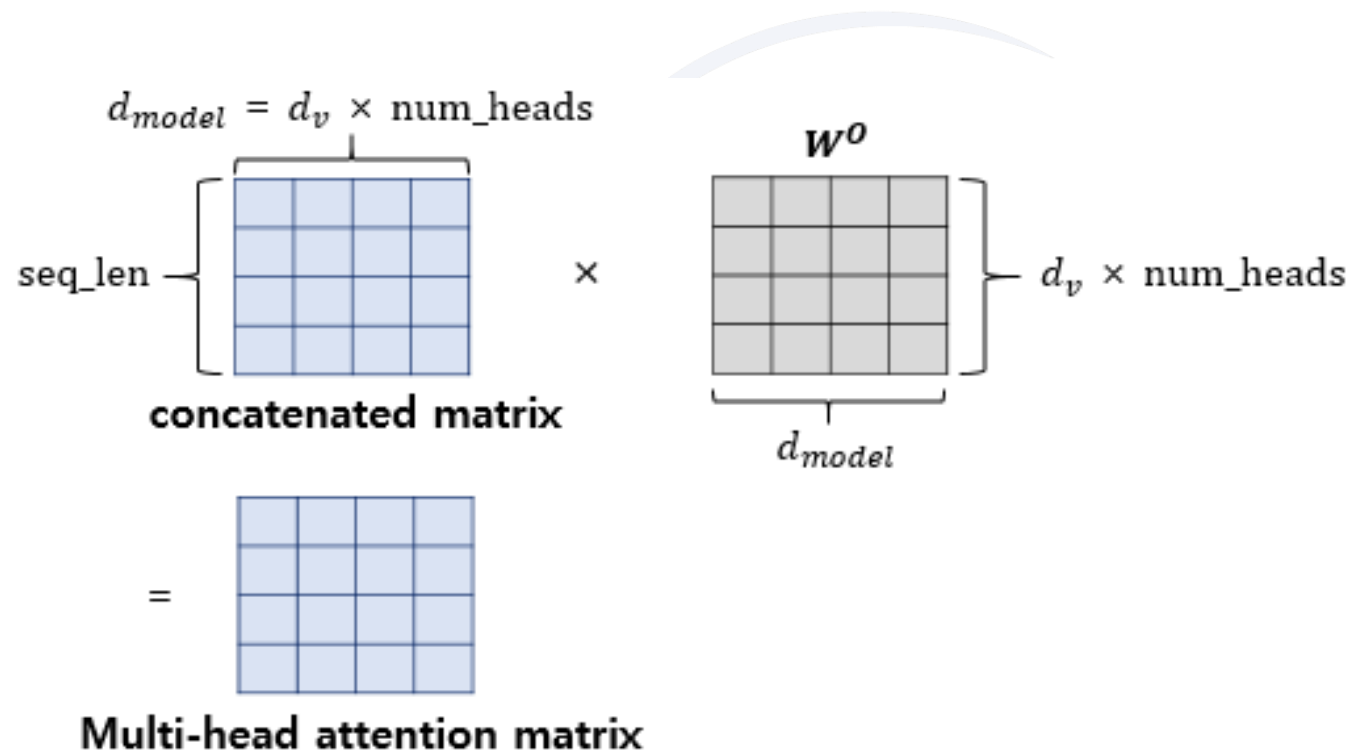 d_model = d_v × num_heads
W^O
seq_len
×
d_v × num_heads
concatenated matrix
d_model
=
Multi-head attention matrix